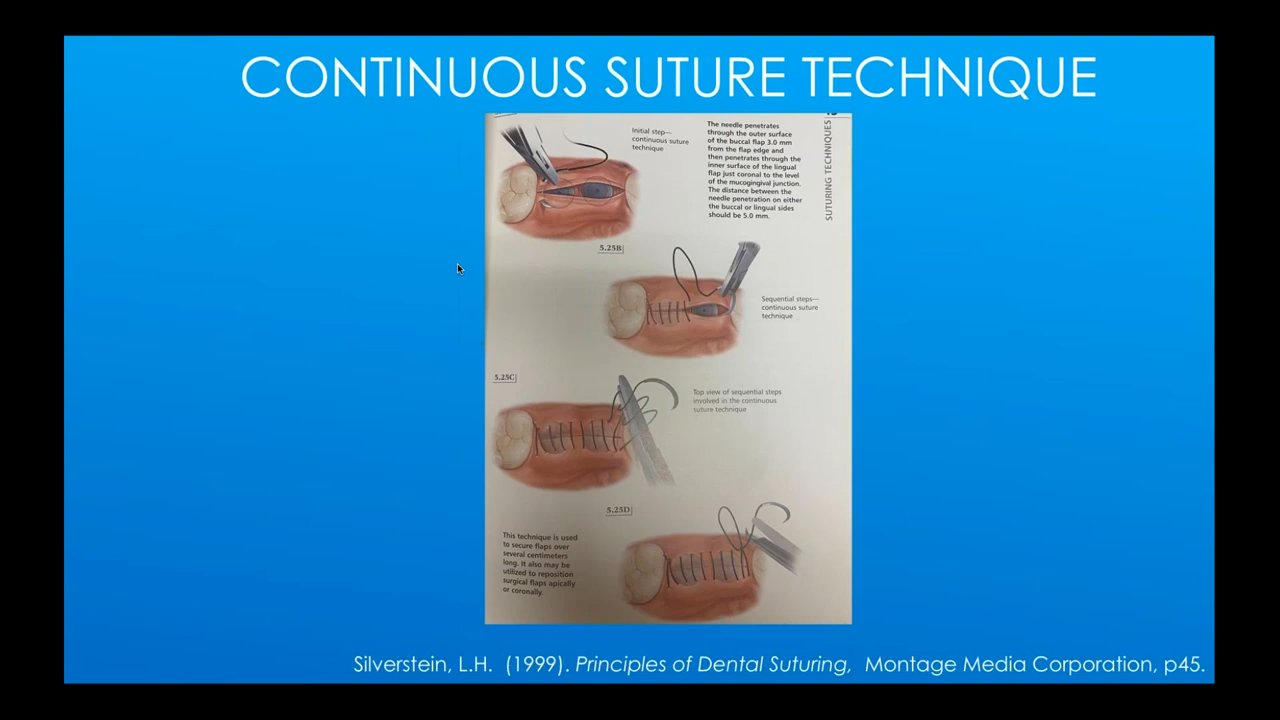 CONTINUOUS SUTURE TECHNIQUE
Initial step—
continuous suture
technique
The needle penetrates
through the outer surface
of the buccal flap 3.0 mm
from the flap edge and
then penetrates through the
inner surface of the lingual
flap just coronal to the level
of the mucogingival junction.
The distance between the
needle penetration on either
the buccal or lingual sides
should be 5.0 mm.
SUTURING TECHNIQUES
5.25B
Sequential steps—
continuous suture
technique
5.25C
Top view of sequential steps
involved in the continuous
suture technique
5.25D
This technique is used
to secure flaps over
several centimeters
long. It also may be
utilized to reposition
surgical flaps apically
or coronally.
Silverstein, L.H. (1999). Principles of Dental Suturing, Montage Media Corporation, p45.